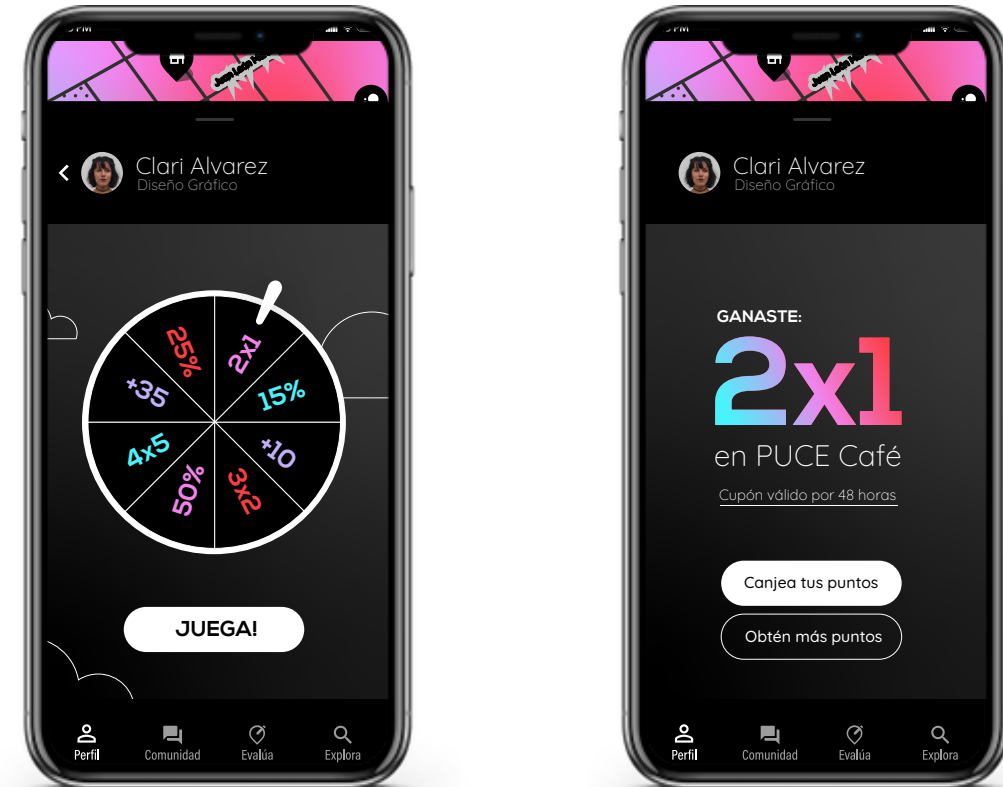 PM
Clari Alvarez
Diseño Gráfico
25%
2x1
+35
15%
4x5
+10
50%
3x2
JUEGA!
Perfil
Comunidad
Evalúa
Explora
PM
Clari Alvarez
Diseño Gráfico
GANASTE:
2x1
en PUCE Café
Cupón válido por 48 horas
Canjea tus puntos
Obtén más puntos
Perfil
Comunidad
Evalúa
Explora